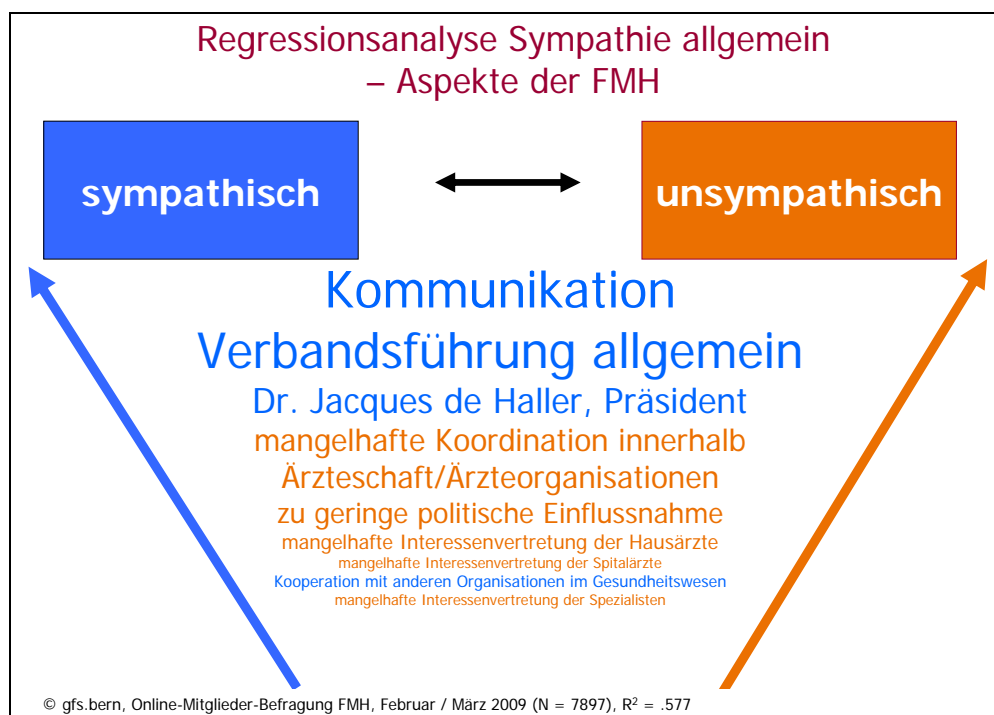 Regressionsanalyse Sympathie allgemein
– Aspekte der FMH
sympathisch
unsympathisch
Kommunikation
Verbandsführung allgemein
Dr. Jacques de Haller, Präsident
mangelhafte Koordination innerhalb
Ärzteschaft/Ärzteorganisationen
zu geringe politische Einflussnahme
mangelhafte Interessenvertretung der Hausärzte
mangelhafte Interessenvertretung der Spitalärzte
Kooperation mit anderen Organisationen im Gesundheitswesen
mangelhafte Interessenvertretung der Spezialisten
© gfs.bern, Online-Mitglieder-Befragung FMH, Februar / März 2009 (N = 7897), R² = .577